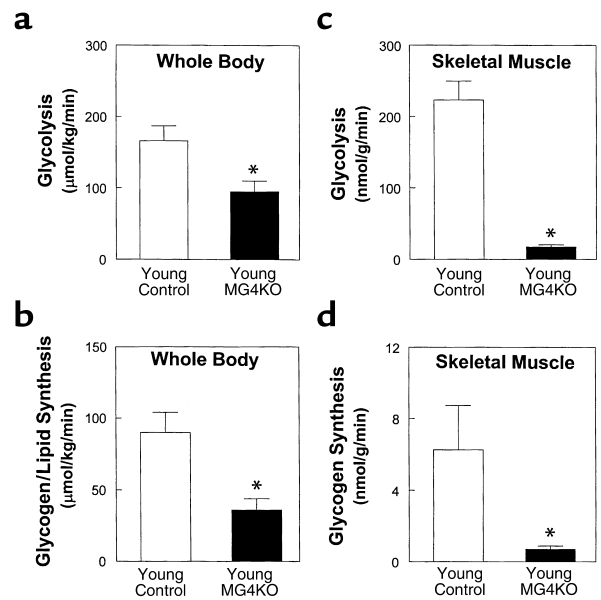 a
Whole Body
Glycolysis
(μmol/kg/min)
300
200
100
0
*
Young
Control
Young
MG4KO
c
Skeletal Muscle
Glycolysis
(nmol/g/min)
300
200
100
0
*
Young
Control
Young
MG4KO
b
Whole Body
Glycogen/Lipid Synthesis
(μmol/kg/min)
150
100
50
0
*
Young
Control
Young
MG4KO
d
Skeletal Muscle
Glycogen Synthesis
(nmol/g/min)
12
8
4
0
*
Young
Control
Young
MG4KO